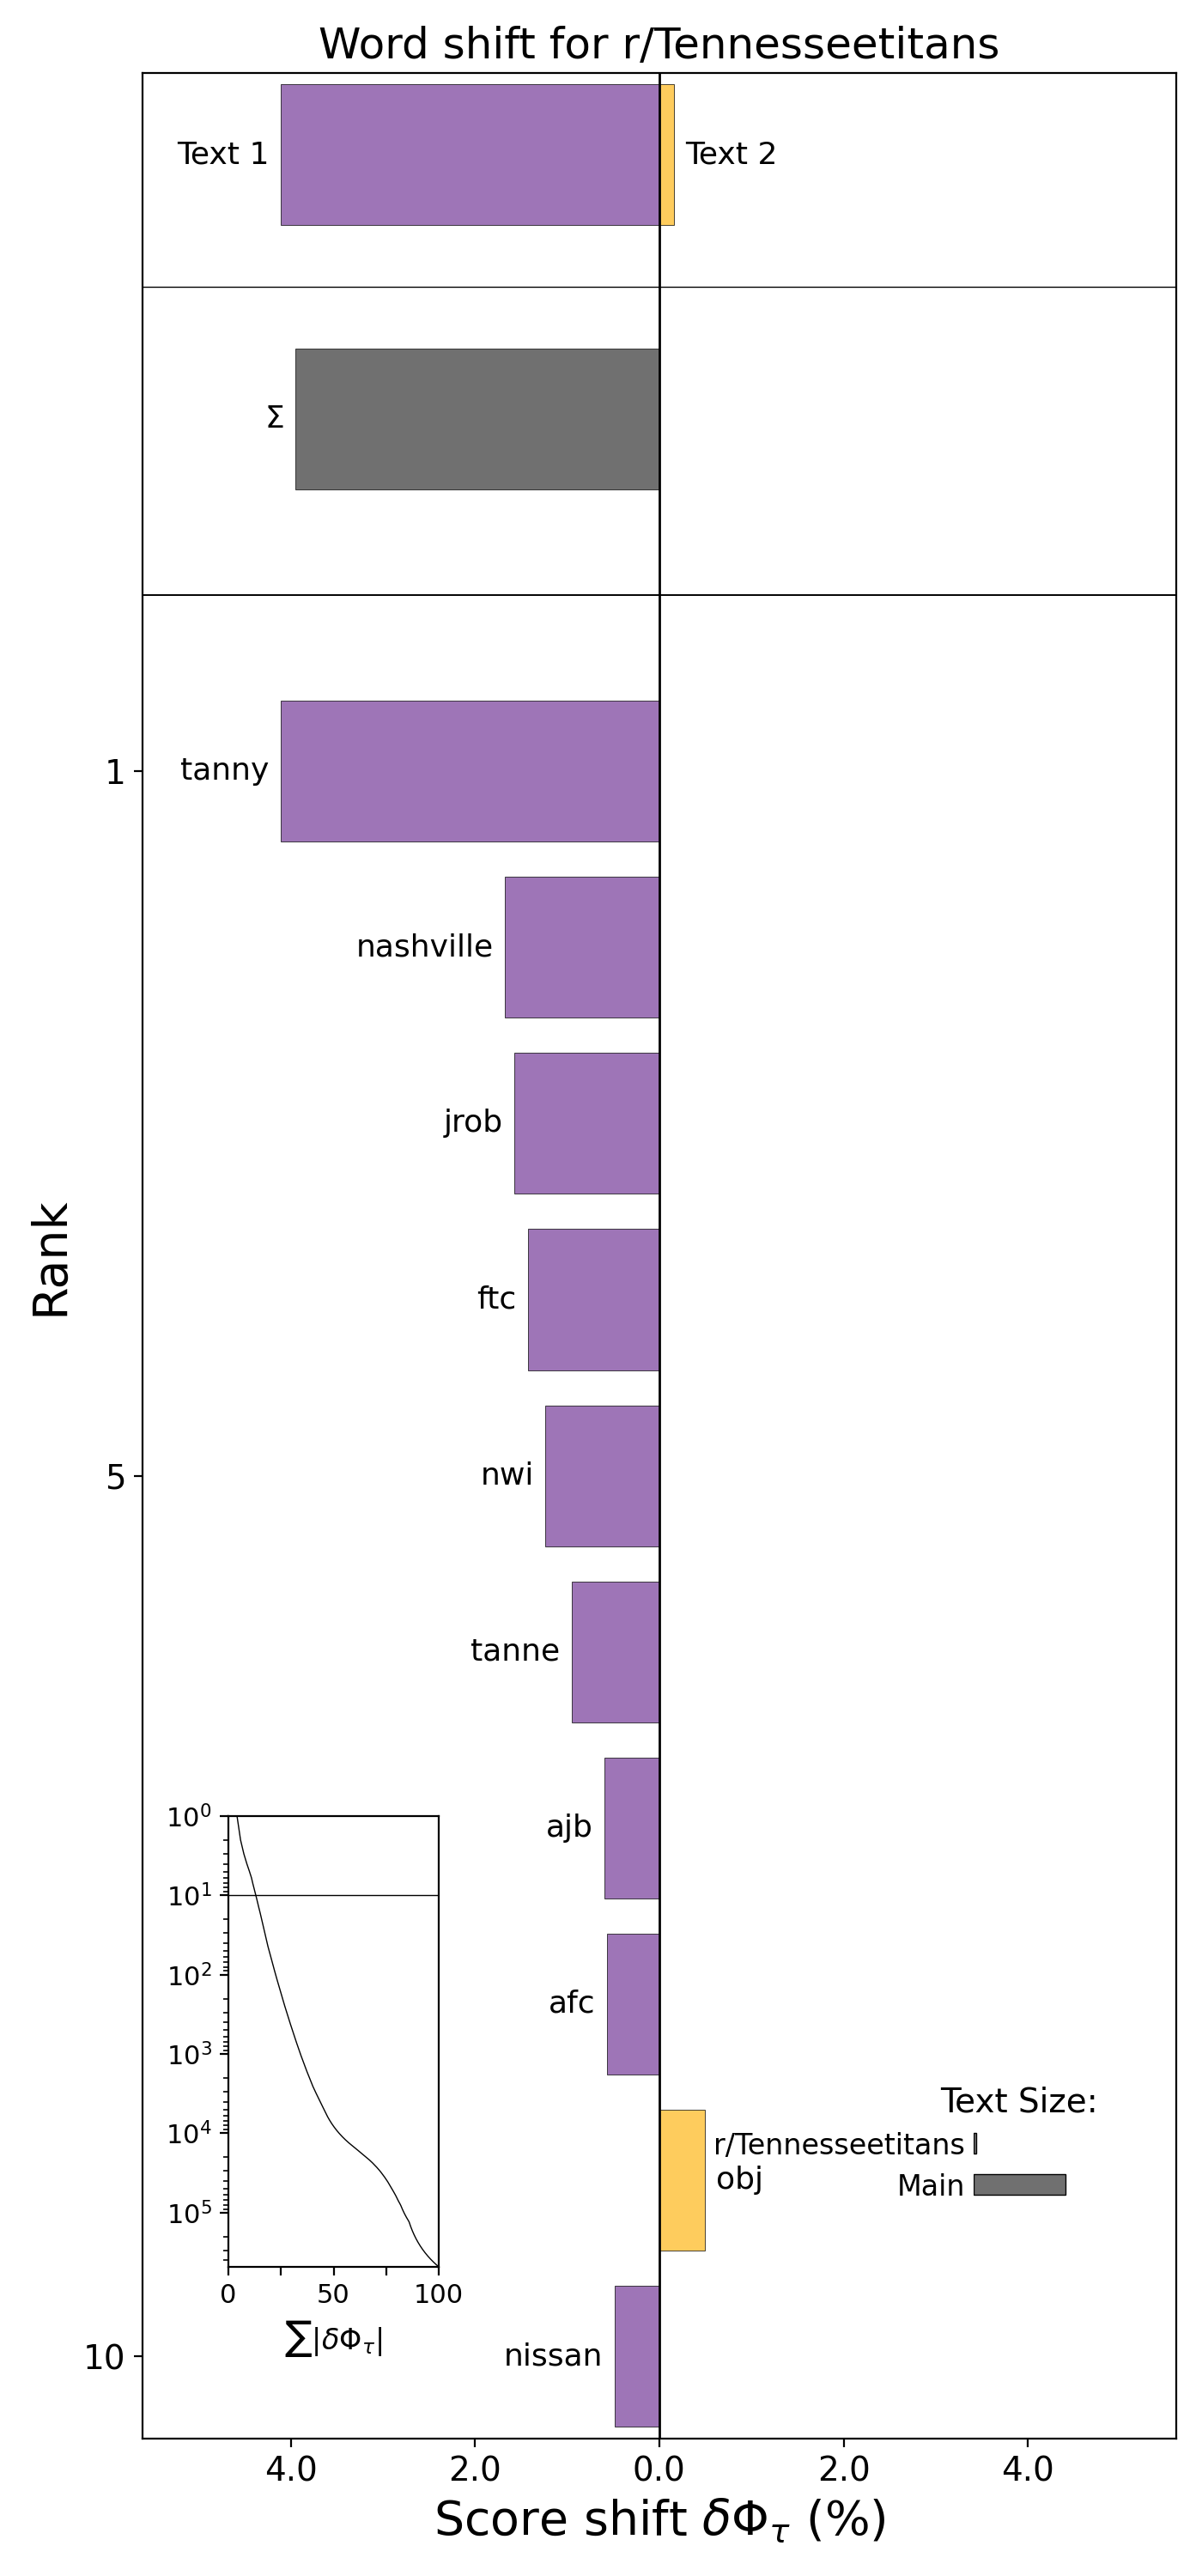 Word shift for r/Tennesseetitans
Text 1
Text 2
Σ
Rank
1
tanny
nashville
jrob
ftc
5
nwi
tanne
ajb
afc
obj
10
nissan
10⁰
10¹
10²
10³
10⁴
10⁵
0 50 100
∑|δΦτ|
Text Size:
r/Tennesseetitans
Main
4.0 2.0 0.0 2.0 4.0
Score shift δΦτ (%)